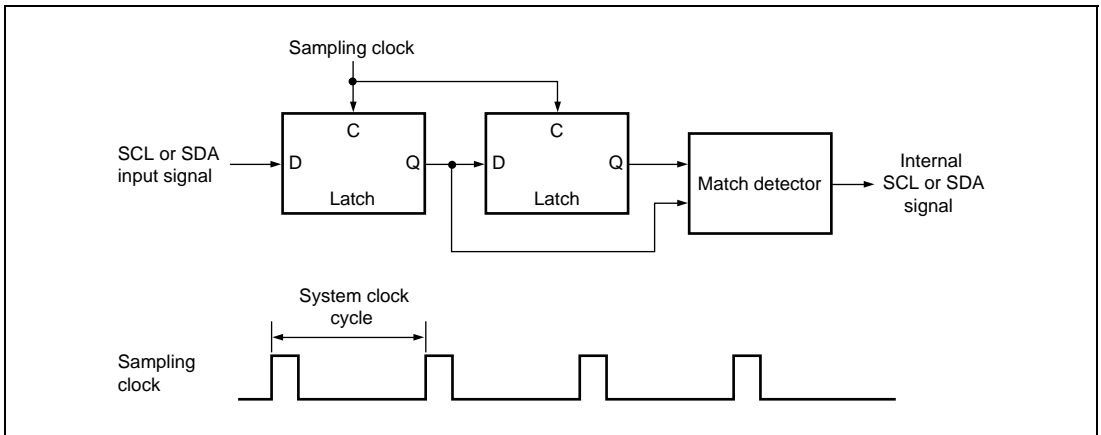 Sampling clock
C
C
SCL or SDA
input signal
D
Q
D
Q
Latch
Latch
Match detector
Internal
SCL or SDA
signal
System clock
cycle
Sampling
clock